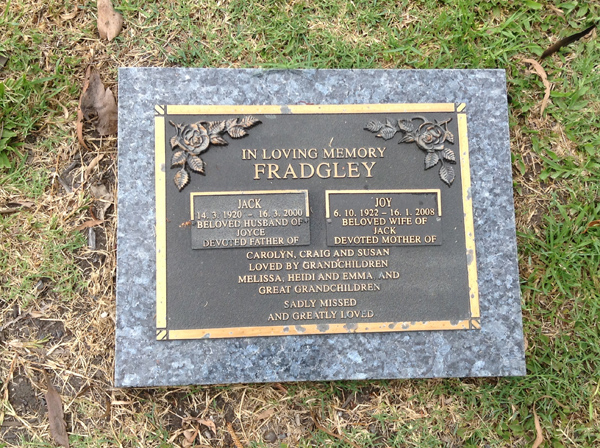 IN LOVING MEMORY
FRADGLEY
JACK
14. 3. 1920 - 16. 3. 2000
BELOVED HUSBAND OF
JOYCE
DEVOTED FATHER OF
JOY
6. 10. 1922 - 16. 1. 2008
BELOVED WIFE OF
JACK
DEVOTED MOTHER OF
CAROLYN, CRAIG AND SUSAN
LOVED BY GRANDCHILDREN
MELISSA, HEIDI AND EMMA AND
GREAT GRANDCHILDREN
SADLY MISSED
AND GREATLY LOVED